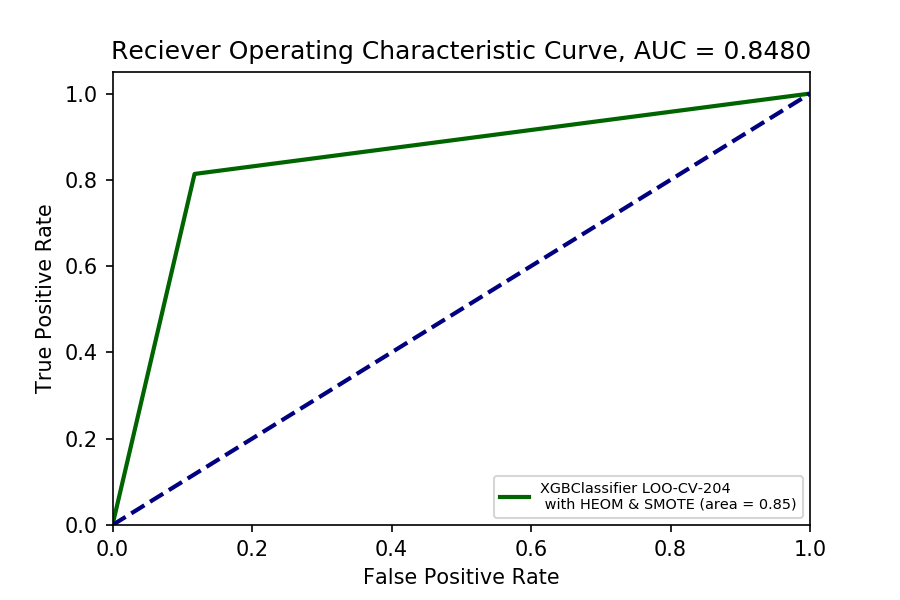 Reciever Operating Characteristic Curve, AUC = 0.8480
1.0
0.8
0.6
0.4
0.2
0.0
True Positive Rate
XGBClassifier LOO-CV-204
with HEOM & SMOTE (area = 0.85)
0.0 0.2 0.4 0.6 0.8 1.0
False Positive Rate